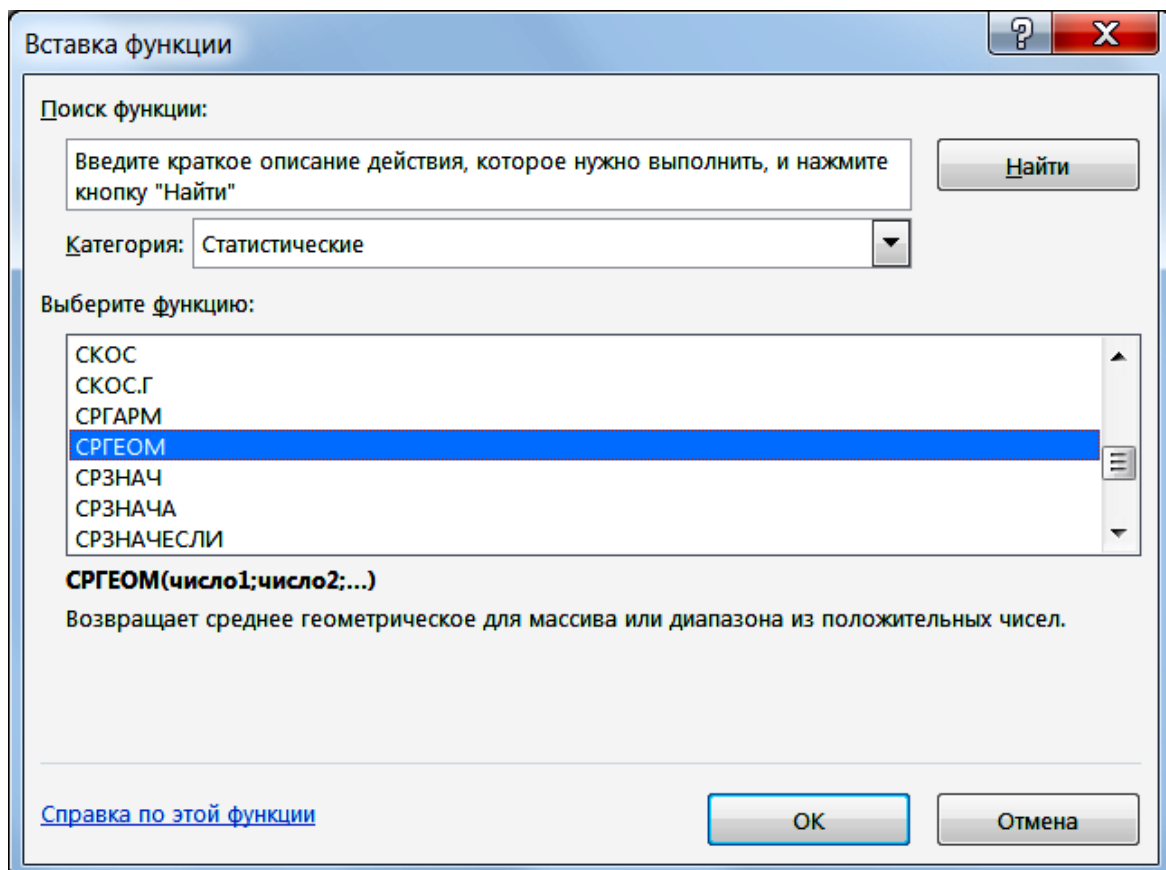 Вставка функции
Поиск функции:
Введите краткое описание действия, которое нужно выполнить, и нажмите
кнопку "Найти"
Найти
Категория: Статистические
Выберите функцию:
СКОС
СКОС.Г
СРГАРМ
СРГЕОМ
СРЗНАЧ
СРЗНАЧА
СРЗНАЧЕСЛИ
СРГЕОМ(число1;число2;...)
Возвращает среднее геометрическое для массива или диапазона из положительных чисел.
Справка по этой функции
ОК
Отмена